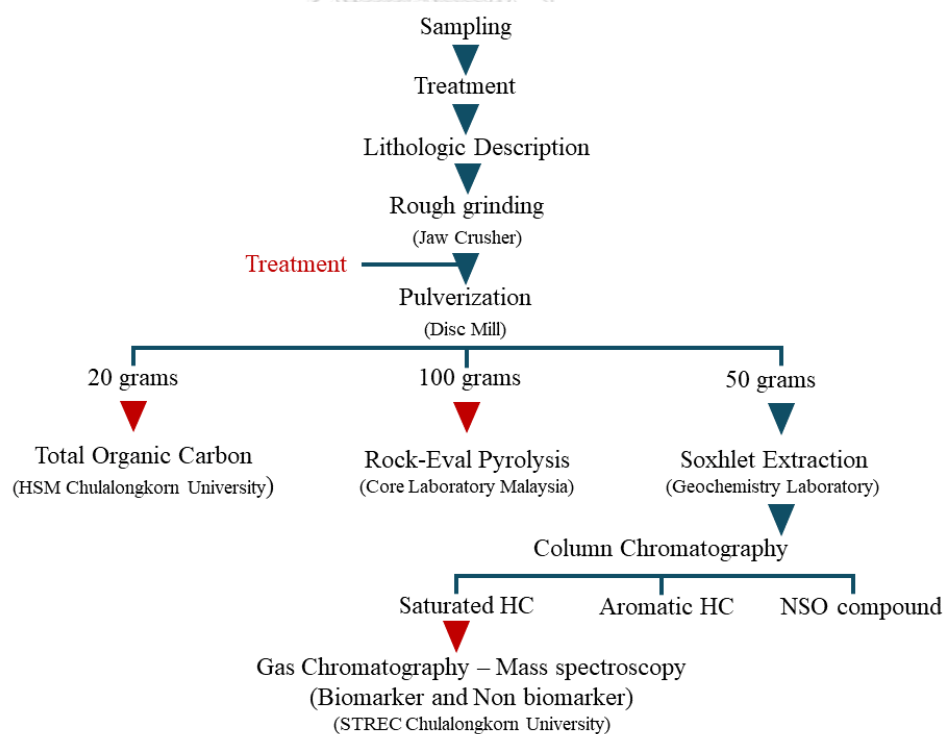 Sampling
Treatment
Lithologic Description
Rough grinding
(Jaw Crusher)
Treatment
Pulverization
(Disc Mill)
20 grams
100 grams
50 grams
Total Organic Carbon
(HSM Chulalongkorn University)
Rock-Eval Pyrolysis
(Core Laboratory Malaysia)
Soxhlet Extraction
(Geochemistry Laboratory)
Column Chromatography
Saturated HC
Aromatic HC
NSO compound
Gas Chromatography – Mass spectroscopy
(Biomarker and Non biomarker)
(STREC Chulalongkorn University)